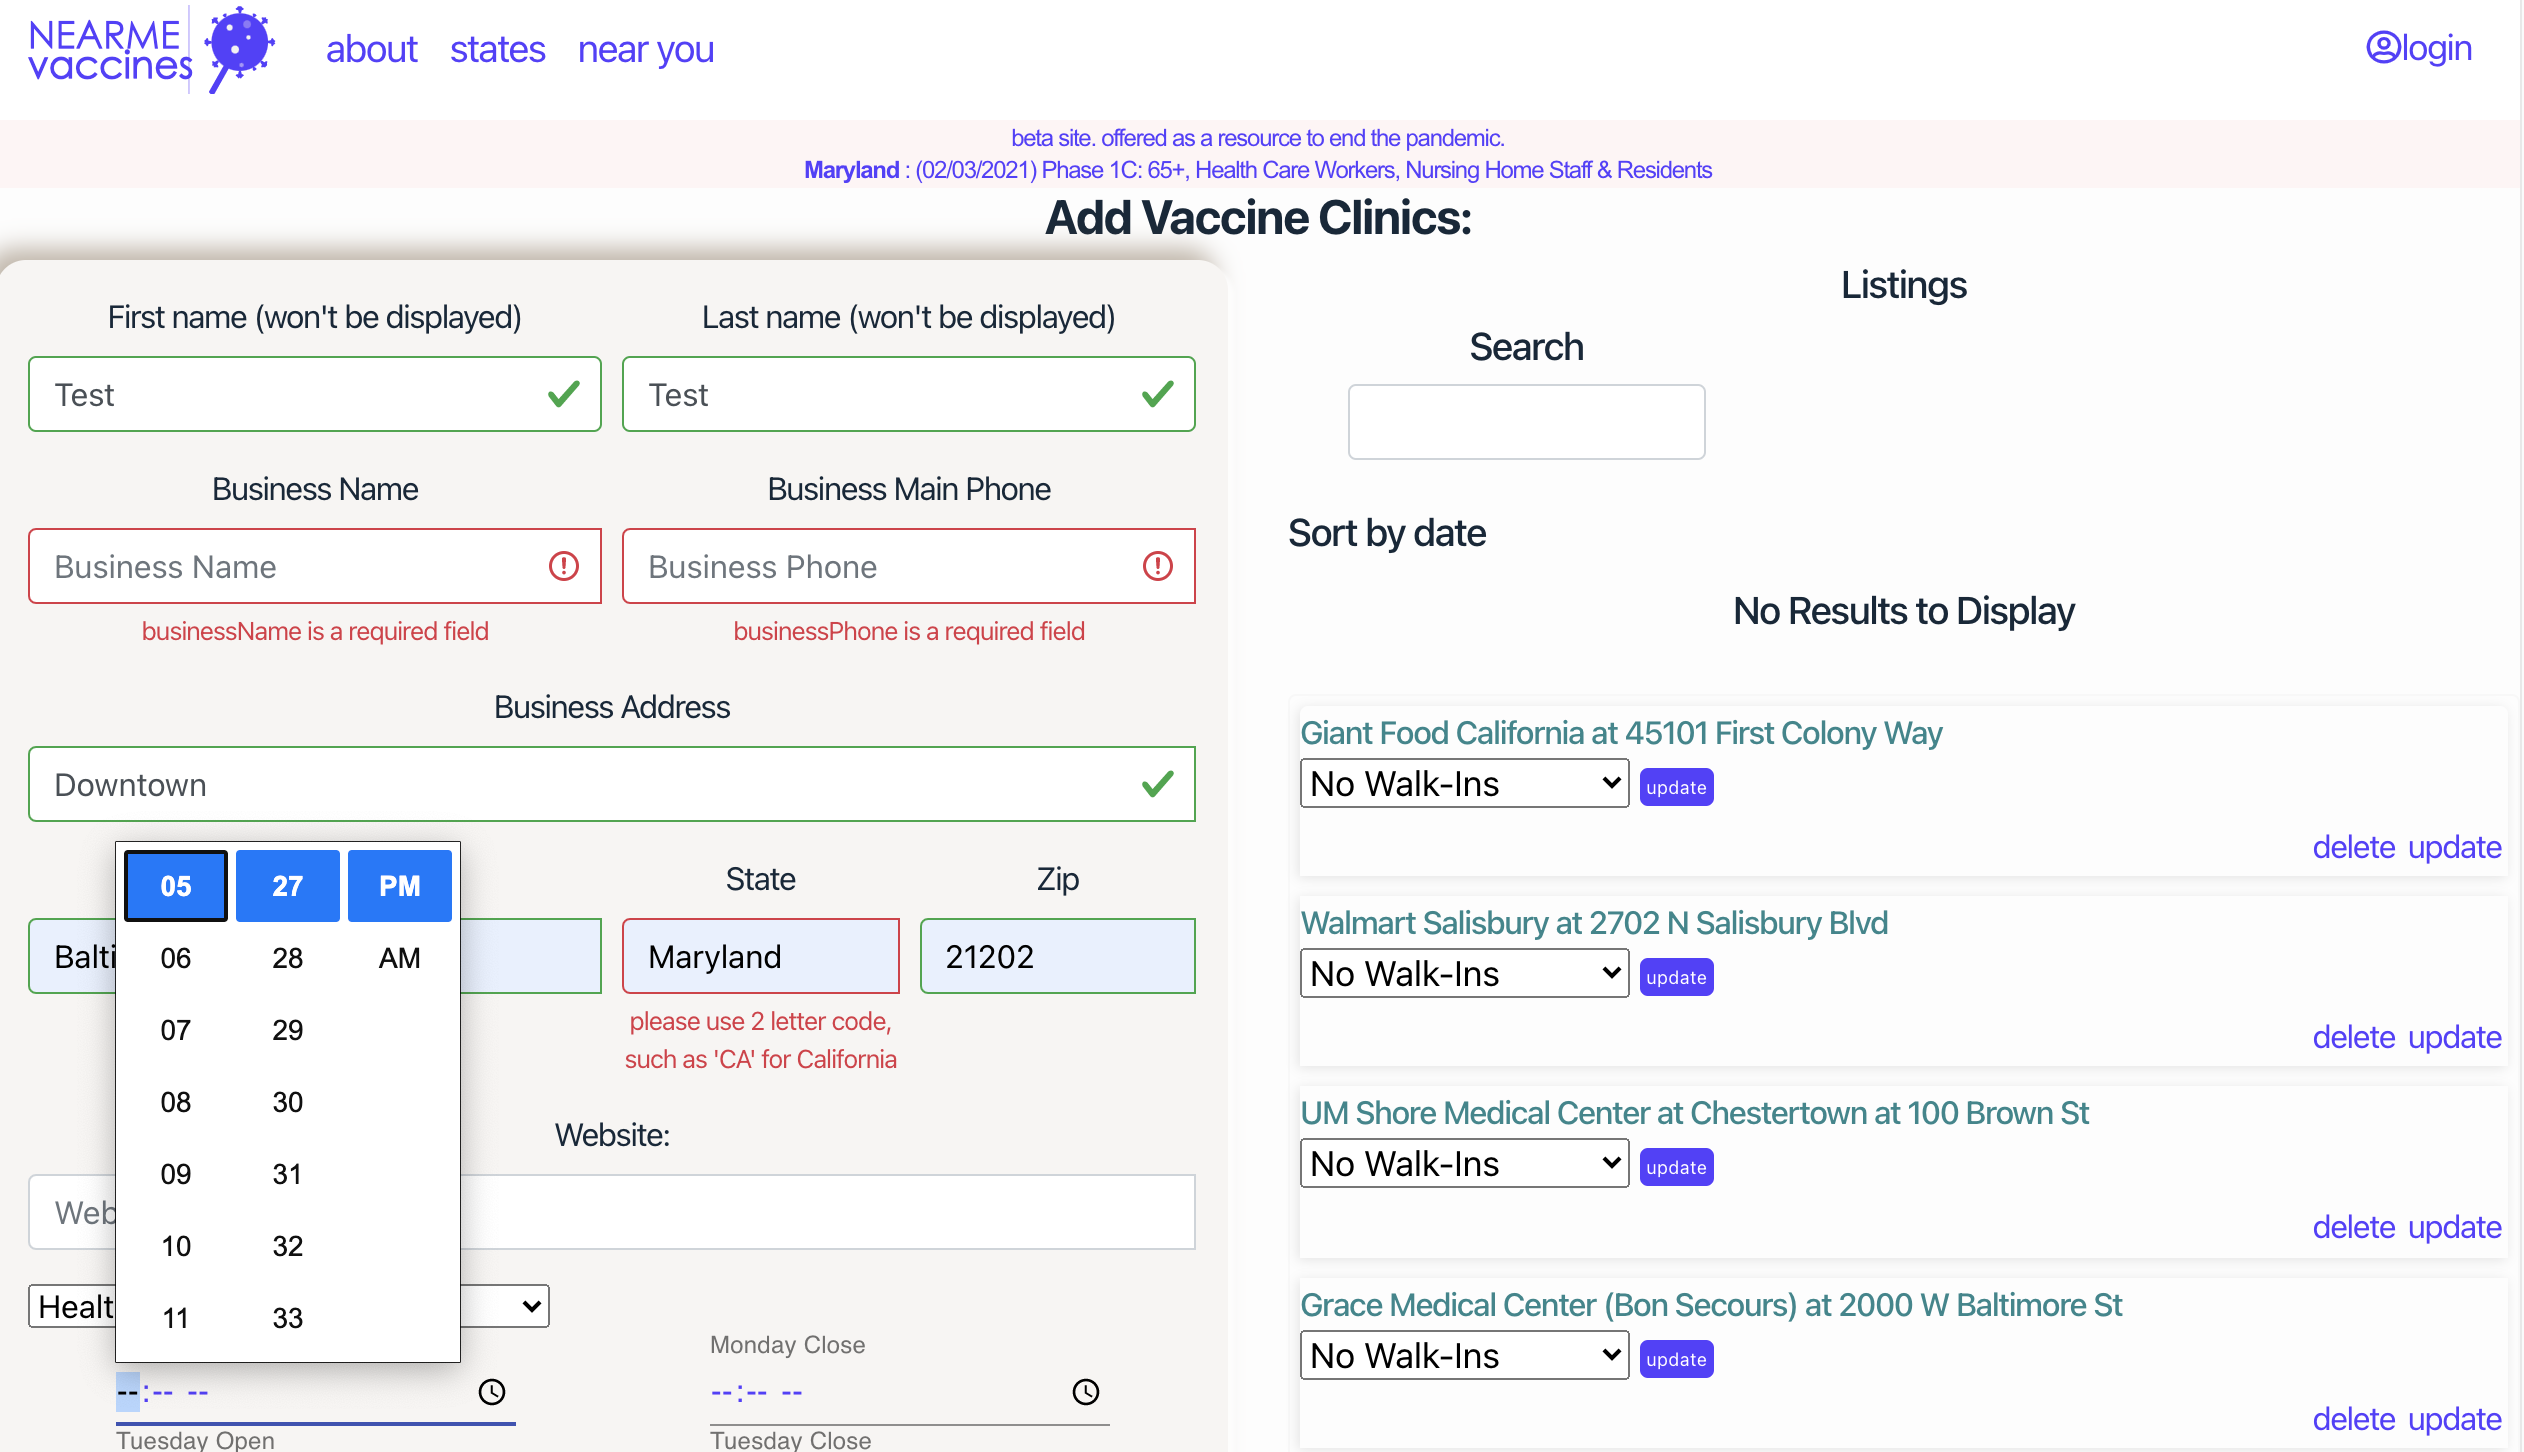 NEARME
vaccines
about states near you
login
beta site. offered as a resource to end the pandemic.
Maryland : (02/03/2021) Phase 1C: 65+, Health Care Workers, Nursing Home Staff & Residents
Add Vaccine Clinics:
First name (won't be displayed)
Last name (won't be displayed)
Test
Test
Business Name
Business Main Phone
Business Name
Business Phone
businessName is a required field
businessPhone is a required field
Business Address
Downtown
State
Zip
Balti
Maryland
21202
please use 2 letter code,
such as 'CA' for California
Website:
Web
Healt
05 27 PM
06 28 AM
07 29
08 30
09 31
10 32
11 33
--:-- --
Monday Close
--:-- --
Tuesday Open
Tuesday Close
Listings
Search
Sort by date
No Results to Display
Giant Food California at 45101 First Colony Way
No Walk-Ins update
delete update
Walmart Salisbury at 2702 N Salisbury Blvd
No Walk-Ins update
delete update
UM Shore Medical Center at Chestertown at 100 Brown St
No Walk-Ins update
delete update
Grace Medical Center (Bon Secours) at 2000 W Baltimore St
No Walk-Ins update
delete update